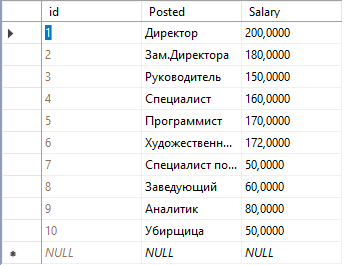 id Posted Salary
1 Директор 200,0000
2 Зам.Директора 180,0000
3 Руководитель 150,0000
4 Специалист 160,0000
5 Программист 170,0000
6 Художественн... 172,0000
7 Специалист по... 50,0000
8 Заведующий 60,0000
9 Аналитик 80,0000
10 Убирщица 50,0000
NULL NULL NULL